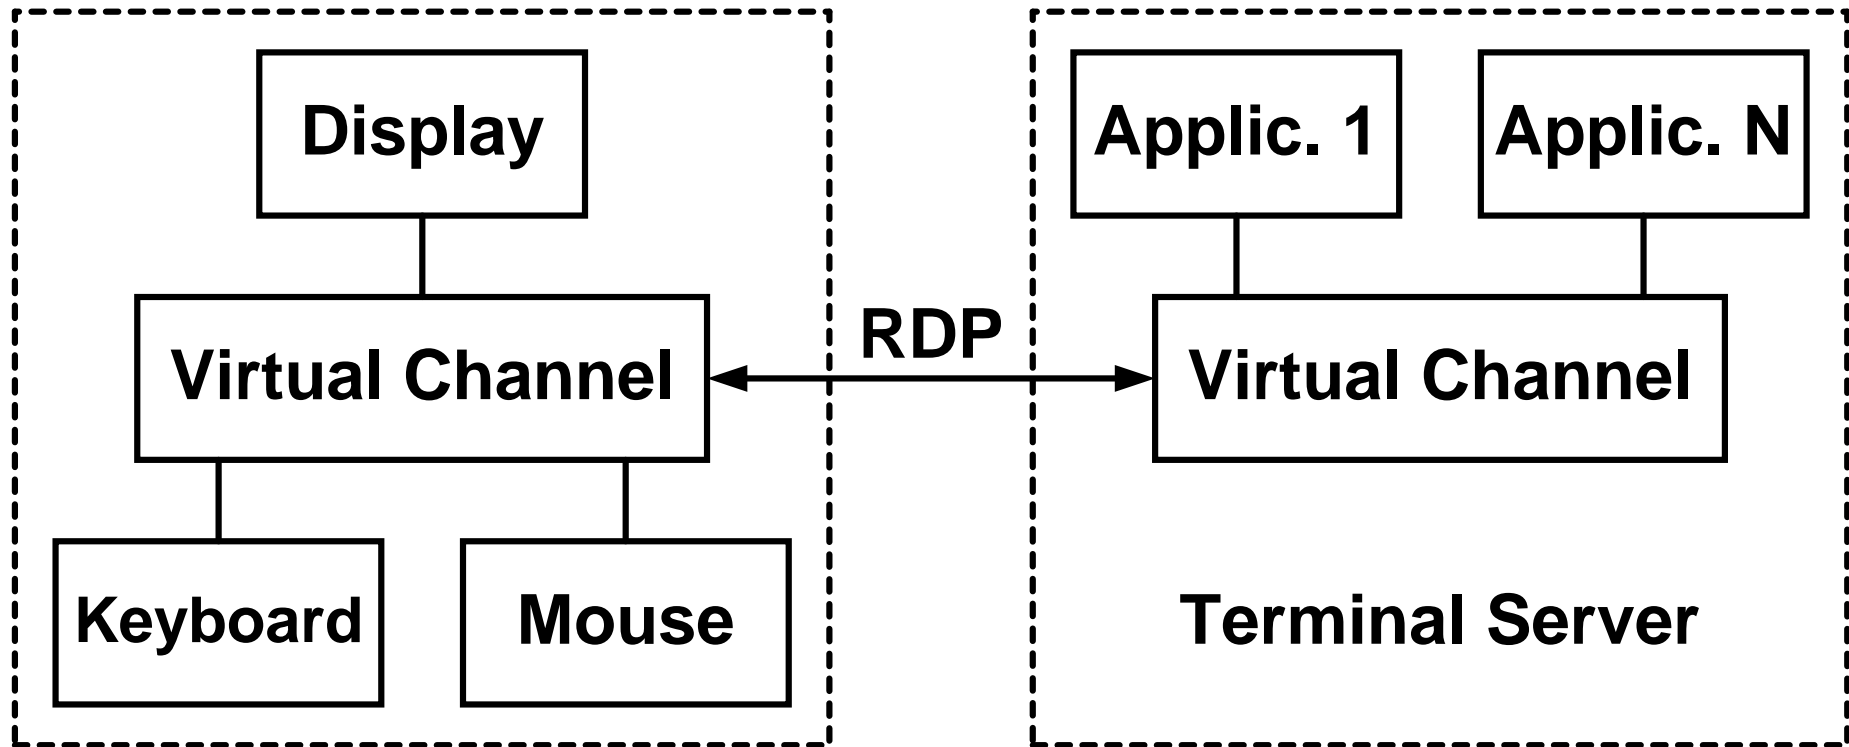 Display
Applic. 1
Applic. N
Virtual Channel
RDP
Virtual Channel
Keyboard
Mouse
Terminal Server